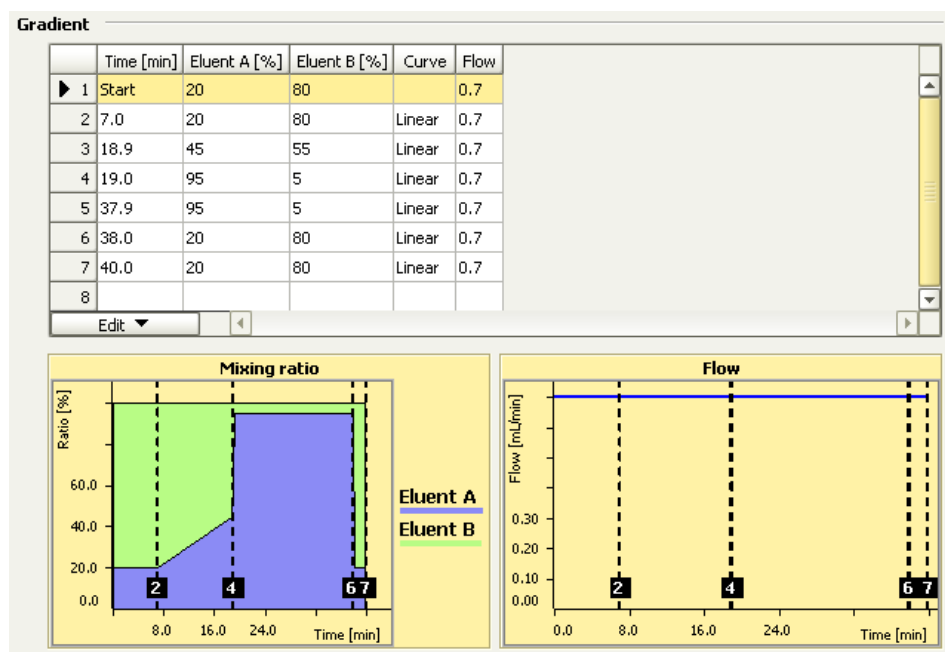 Gradient
Time [min] Eluent A [%] Eluent B [%] Curve Flow
1 Start 20 80 0.7
2 7.0 20 80 Linear 0.7
3 18.9 45 55 Linear 0.7
4 19.0 95 5 Linear 0.7
5 37.9 95 5 Linear 0.7
6 38.0 20 80 Linear 0.7
7 40.0 20 80 Linear 0.7
8
Edit
Mixing ratio
Ratio [%]
60.0
40.0
20.0
0.0
2 4 6 7
8.0 16.0 24.0 Time [min]
Eluent A
Eluent B
Flow
Flow [mL/min]
0.30
0.20
0.10
0.00
2 4 6 7
0.0 8.0 16.0 24.0 Time [min]